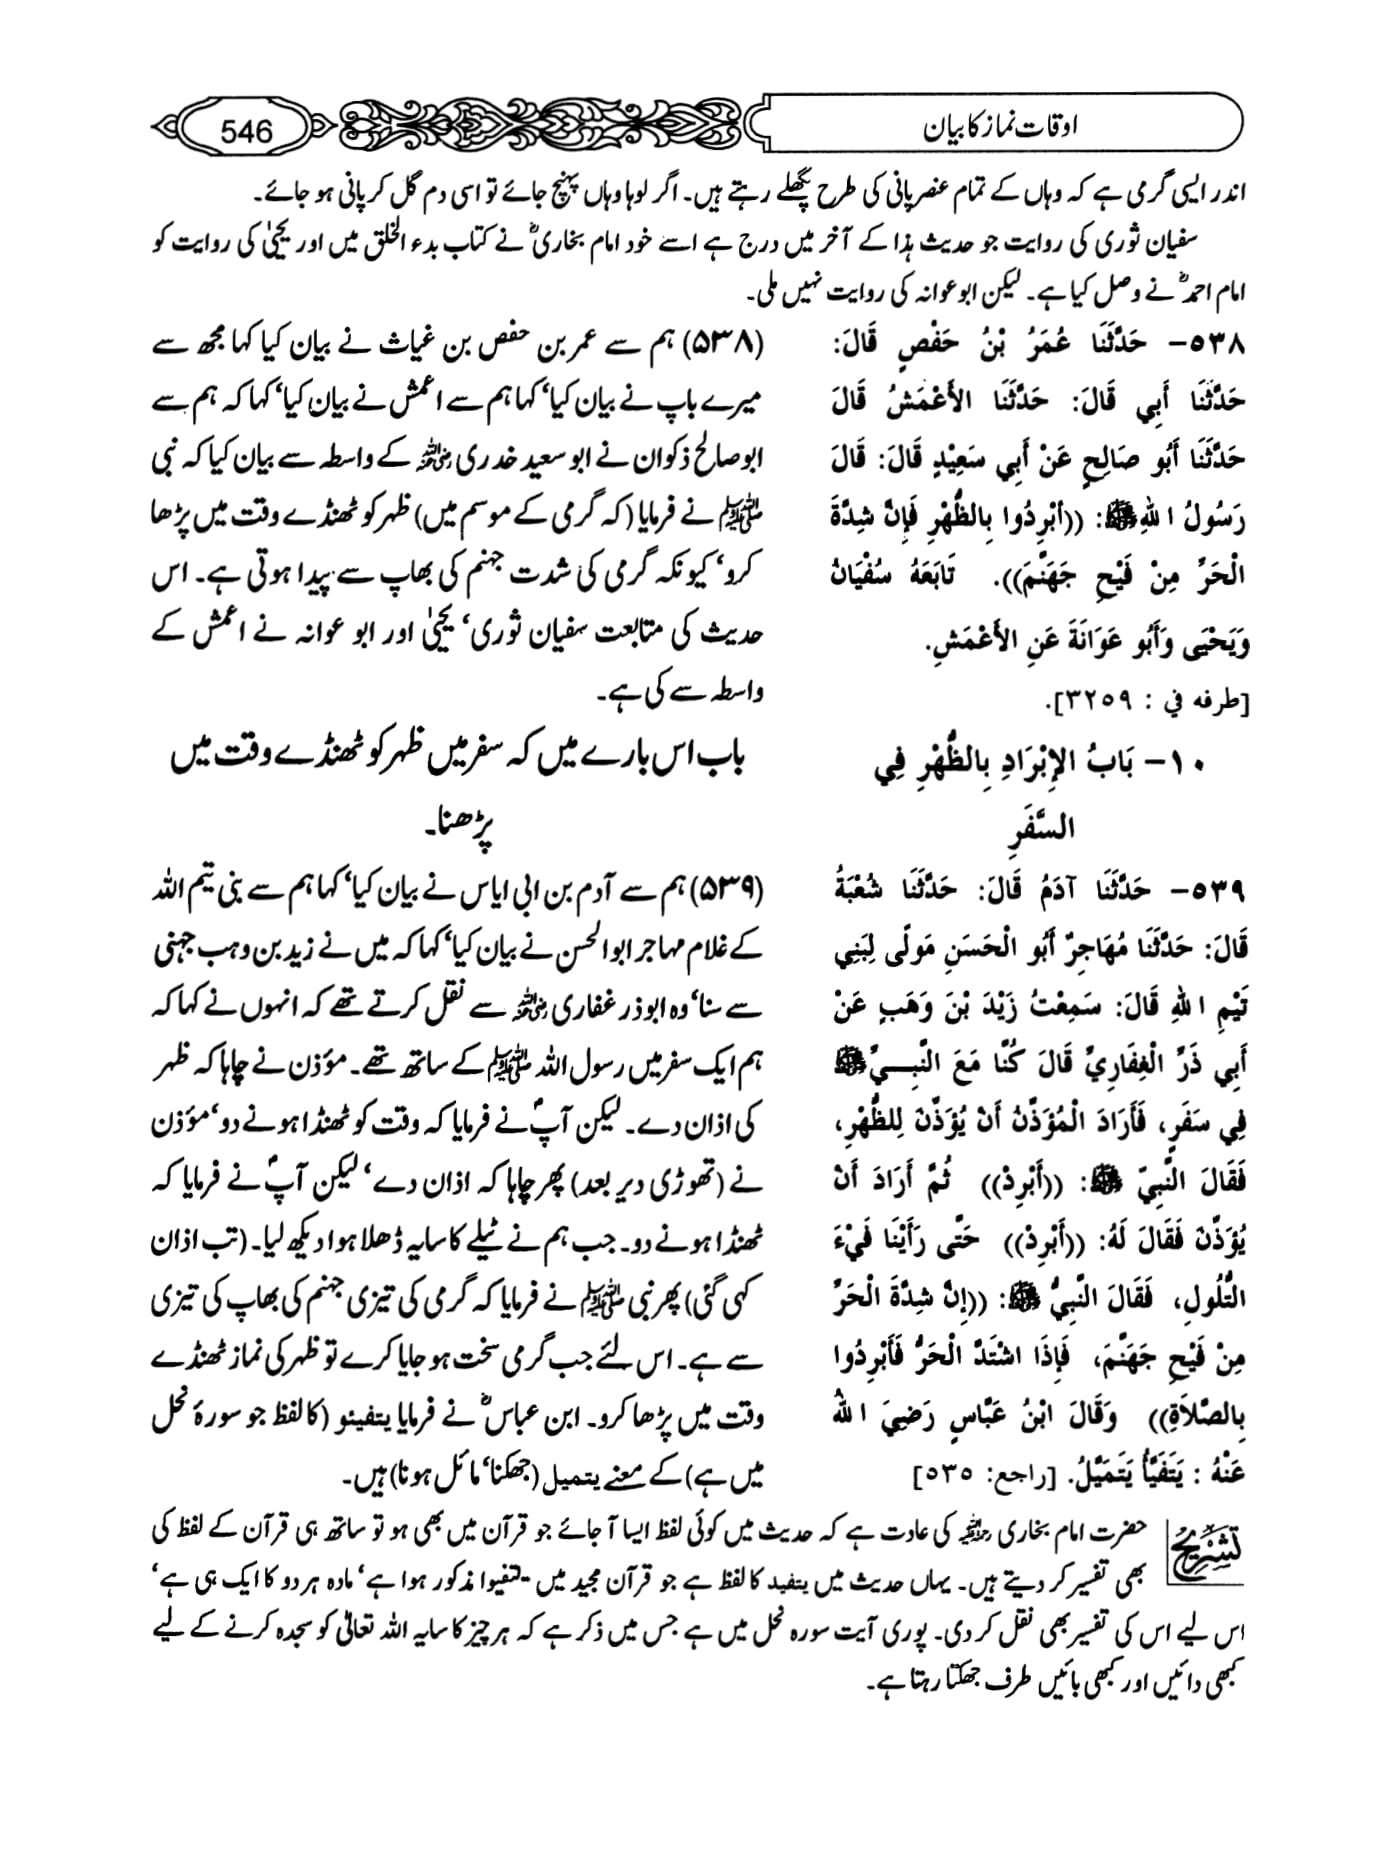 اوقات نماز کا بیان
546
اندر ایسی گرمی ہے کہ وہاں کے تمام عنصر پانی کی طرح پگھلے رہتے ہیں۔ اگر لوہا وہاں پہنچ جائے تو اسی دم گل کر پانی ہو جائے۔
سفیان ثوری کی روایت جو حدیث ہذا کے آخر میں درج ہے اسے خود امام بخاریؒ نے کتاب بدء الخلق میں اور یحییٰ کی روایت کو
امام احمدؒ نے وصل کیا ہے۔ لیکن ابو عوانہ کی روایت نہیں ملی۔
٥٣٨- حَدَّثَنَا عُمَرُ بْنُ حَفْصٍ قَالَ:
حَدَّثَنَا أَبِي قَالَ: حَدَّثَنَا الأَعْمَشُ قَالَ
حَدَّثَنَا أَبُو صَالِحٍ عَنْ أَبِي سَعِيْدٍ قَالَ: قَالَ
رَسُولُ اللهِ ﷺ: ((أَبْرِدُوا بِالظُّهْرِ فَإِنَّ شِدَّةَ
الْحَرِّ مِنْ فَيْحِ جَهَنَّمَ)). تَابَعَهُ سُفْيَانُ
وَيَحْيَى وَأَبُو عَوَانَةَ عَنِ الأَعْمَشِ.
[طرفه في : ٣٢٥٩].
١٠- بَابُ الإِبْرَادِ بِالظُّهْرِ فِي
السَّفَرِ
٥٣٩- حَدَّثَنَا آدَمُ قَالَ: حَدَّثَنَا شُعْبَةُ
قَالَ: حَدَّثَنَا مُهَاجِرٌ أَبُو الْحَسَنِ مَولًى لِبَنِي
تَيْمِ اللهِ قَالَ: سَمِعْتُ زَيْدَ بْنَ وَهَبٍ عَنْ
أَبِي ذَرٍّ الْغِفَارِيِّ قَالَ كُنَّا مَعَ النَّبِيِّ ﷺ
فِي سَفَرٍ، فَأَرَادَ الْمُؤَذِّنُ أَنْ يُؤَذِّنَ لِلظُّهْرِ،
فَقَالَ النَّبِيِّ ﷺ: ((أَبْرِدْ)) ثُمَّ أَرَادَ أَنْ
يُؤَذِّنَ فَقَالَ لَهُ: ((أَبْرِدْ)) حَتَّى رَأَيْنَا فَيْءَ
التُّلُولِ، فَقَالَ النَّبِيُّ ﷺ: ((إِنَّ شِدَّةَ الْحَرِّ
مِنْ فَيْحِ جَهَنَّمَ، فَإِذَا اشْتَدَّ الْحَرُّ فَأَبْرِدُوا
بِالصَّلاَةِ)) وَقَالَ ابْنُ عَبَّاسٍ رَضِيَ اللهُ
عَنْهُ : يَتَفَيَّأُ يَتَمَيَّلُ. [راجع: ٥٣٥]
(۵۳۸) ہم سے عمر بن حفص بن غیاث نے بیان کیا کہا مجھ سے
میرے باپ نے بیان کیا‘ کہا ہم سے اعمش نے بیان کیا‘ کہا کہ ہم سے
ابو صالح ذکوان نے ابو سعید خدری رضی اللہ عنہ کے واسطہ سے بیان کیا کہ نبی
ﷺ نے فرمایا (کہ گرمی کے موسم میں) ظہر کو ٹھنڈے وقت میں پڑھا
کرو‘ کیونکہ گرمی کی شدت جہنم کی بھاپ سے پیدا ہوتی ہے۔ اس
حدیث کی متابعت سفیان ثوری‘ یحییٰ اور ابو عوانہ نے اعمش کے
واسطہ سے کی ہے۔
باب اس بارے میں کہ سفر میں ظہر کو ٹھنڈے وقت میں
پڑھنا۔
(۵۳۹) ہم سے آدم بن ابی ایاس نے بیان کیا‘ کہا ہم سے بنی تیم اللہ
کے غلام مہاجر ابو الحسن نے بیان کیا‘ کہا کہ میں نے زید بن وہب جہنی
سے سنا‘ وہ ابوذر غفاری رضی اللہ عنہ سے نقل کرتے تھے کہ انہوں نے کہا کہ
ہم ایک سفر میں رسول اللہ ﷺ کے ساتھ تھے۔ مؤذن نے چاہا کہ ظہر
کی اذان دے۔ لیکن آپؐ نے فرمایا کہ وقت کو ٹھنڈا ہونے دو‘ مؤذن
نے (تھوڑی دیر بعد) پھر چاہا کہ اذان دے‘ لیکن آپؐ نے فرمایا کہ
ٹھنڈا ہونے دو۔ جب ہم نے ٹیلے کا سایہ ڈھلا ہوا دیکھ لیا۔ (تب اذان
کہی گئی) پھر نبی ﷺ نے فرمایا کہ گرمی کی تیزی جہنم کی بھاپ کی تیزی
سے ہے۔ اس لئے جب گرمی سخت ہو جایا کرے تو ظہر کی نماز ٹھنڈے
وقت میں پڑھا کرو۔ ابن عباسؓ نے فرمایا یتفیئو (کا لفظ جو سورۂ نحل
میں ہے) کے معنے یتمیل (جھکنا‘ مائل ہونا) ہیں۔
تشریح
حضرت امام بخاری رحمۃ اللہ علیہ کی عادت ہے کہ حدیث میں کوئی لفظ ایسا آ جائے جو قرآن میں بھی ہو تو ساتھ ہی قرآن کے لفظ کی
بھی تفسیر کر دیتے ہیں۔ یہاں حدیث میں کا لفظ ہے جو قرآن مجید میں مذکور ہوا ہے‘ مادہ ہر دو کا ایک ہی ہے‘
اس لیے اس کی تفسیر بھی نقل کر دی۔ پوری آیت سورہ نحل میں ہے جس میں ذکر ہے کہ ہر چیز کا سایہ اللہ تعالیٰ کو سجدہ کرنے کے لیے
کبھی دائیں اور کبھی بائیں طرف جھکتا رہتا ہے۔